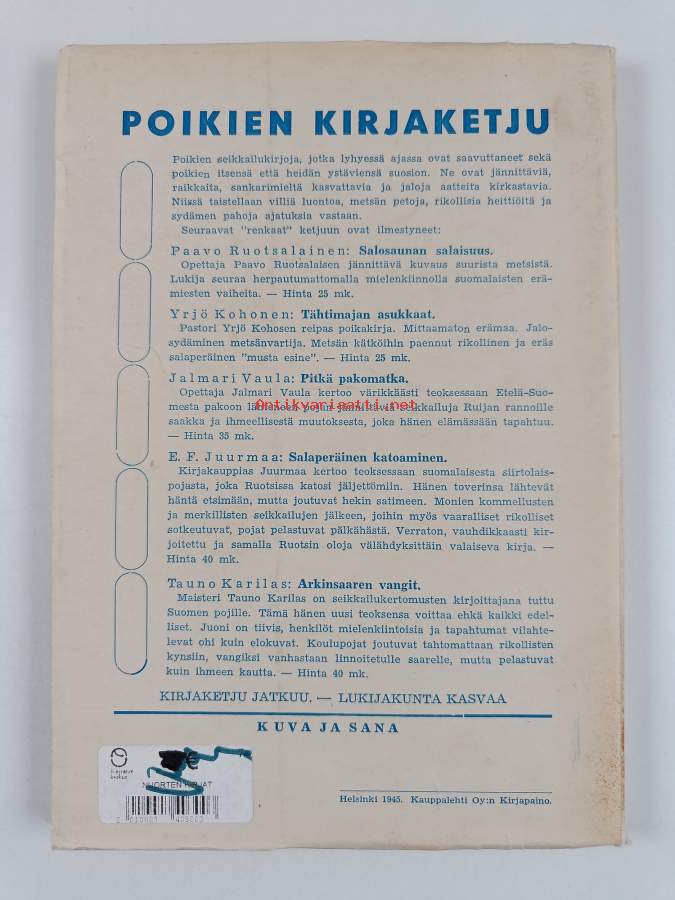 POIKIEN KIRJAKETJU
Poikien seikkailukirjoja, jotka lyhyessä ajassa ovat saavuttaneet sekä
poikien itsensä että heidän ystäviensä suosion. Ne ovat jännittäviä,
raikkaita, sankarimieltä kasvattavia ja jaloja aatteita kirkastavia.
Niissä taistellaan villiä luontoa, metsän petoja, rikollisia heittiöitä ja
sydämen pahoja ajatuksia vastaan.
Seuraavat "renkaat" ketjuun ovat ilmestyneet:
Paavo Ruotsalainen: Salosaunan salaisuus.
Opettaja Paavo Ruotsalaisen jännittävä kuvaus suurista metsistä.
Lukija seuraa herpautumattomalla mielenkiinnolla suomalaisten erä-
miesten vaiheita. — Hinta 25 mk.
Yrjö Kohonen: Tähtimajan asukkaat.
Pastori Yrjö Kohosen reipas poikakirja. Mittaamaton erämaa. Jalo-
sydäminen metsänvartija. Metsän kätköihin paennut rikollinen ja eräs
salaperäinen "musta esine". — Hinta 25 mk.
Jalmari Vaula: Pitkä pakomatka.
Opettaja Jalmari Vaula kertoo värikkäästi teoksessaan Etelä-Suo-
mesta pakoon lähteneen pojan jännittäviä seikkailuja Ruijan rannoille
Antikvariaatti.net
saakka ja ihmeellisestä muutoksesta, joka hänen elämässään tapahtuu.
— Hinta 35 mk.
E. F. Juurmaa: Salaperäinen katoaminen.
Kirjakauppias Juurmaa kertoo teoksessaan suomalaisesta siirtolais-
pojasta, joka Ruotsissa katosi jäljettömiin. Hänen toverinsa lähtevät
häntä etsimään, mutta joutuvat hekin satimeen. Monien kommellusten
ja merkillisten seikkailujen jälkeen, joihin myös vaaralliset rikolliset
sotkeutuvat, pojat pelastuvat pälkähästä. Verraton, vauhdikkaasti kir-
joitettu ja samalla Ruotsin oloja välähdyksittäin valaiseva kirja. —
Hinta 40 mk.
Tauno Karilas: Arkinsaaren vangit.
Maisteri Tauno Karilas on seikkailukertomusten kirjoittajana tuttu
Suomen pojille. Tämä hänen uusi teoksensa voittaa ehkä kaikki edel-
liset. Juoni on tiivis, henkilöt mielenkiintoisia ja tapahtumat vilahte-
levat ohi kuin elokuvat. Koulupojat joutuvat tahtomattaan rikollisten
kynsiin, vangiksi vanhastaan linnoitetulle saarelle, mutta pelastuvat
kuin ihmeen kautta. — Hinta 40 mk.
KIRJAKETJU JATKUU. — LUKIJAKUNTA KASVAA
KUVA JA SANA
€
NUORTEN KIRJAT
Helsinki 1945. Kauppalehti Oy:n Kirjapaino.